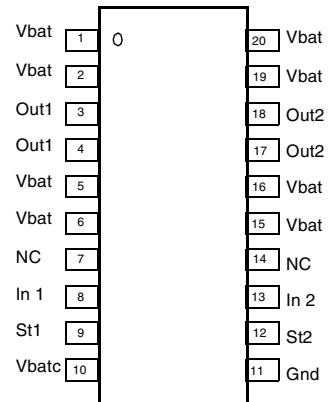 Vbat 1 20 Vbat
Vbat 2 19 Vbat
Out1 3 18 Out2
Out1 4 17 Out2
Vbat 5 16 Vbat
Vbat 6 15 Vbat
NC 7 14 NC
In 1 8 13 In 2
St1 9 12 St2
Vbatc 10 11 Gnd